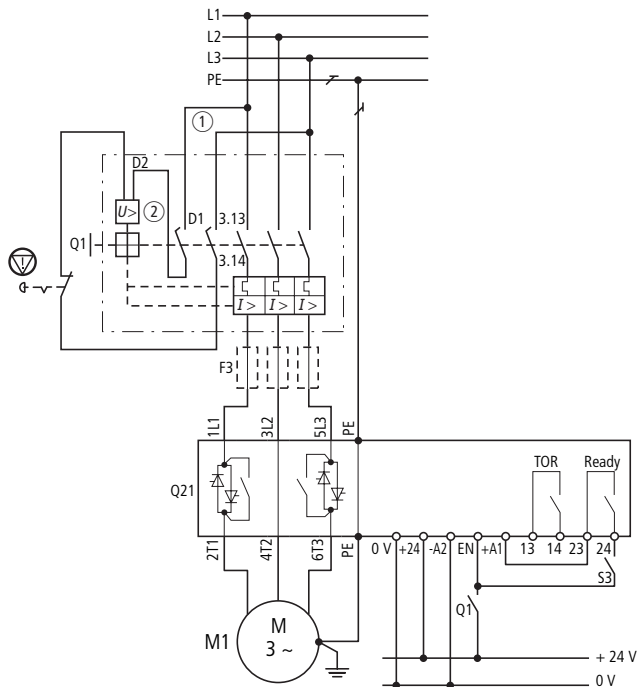 L1
L2
L3
PE
1
D2
U>
2
D1
3.13
Q1
3.14
I > I > I >
F3
1L1
3L2
5L3
PE
TOR
Ready
Q21
2T1
4T2
6T3
PE
0 V +24 -A2 EN +A1 13 14 23 24
S3
Q1
M1
M
3 ~
+ 24 V
0 V